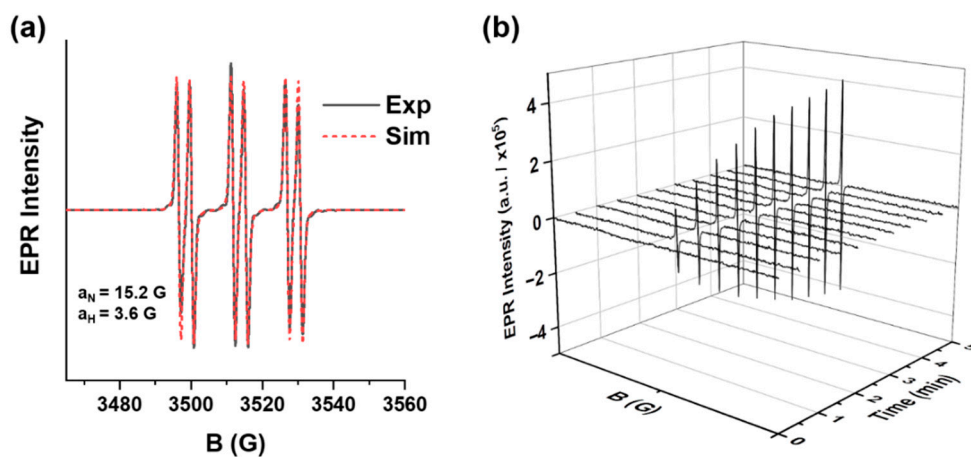 (a)
EPR Intensity
Exp
Sim
aN = 15.2 G
aH = 3.6 G
3480 3500 3520 3540 3560
B (G)
(b)
EPR Intensity (a.u. / x10⁵)
4
2
0
−2
−4
B (G)
0 1 2 3 4 5
Time (min)